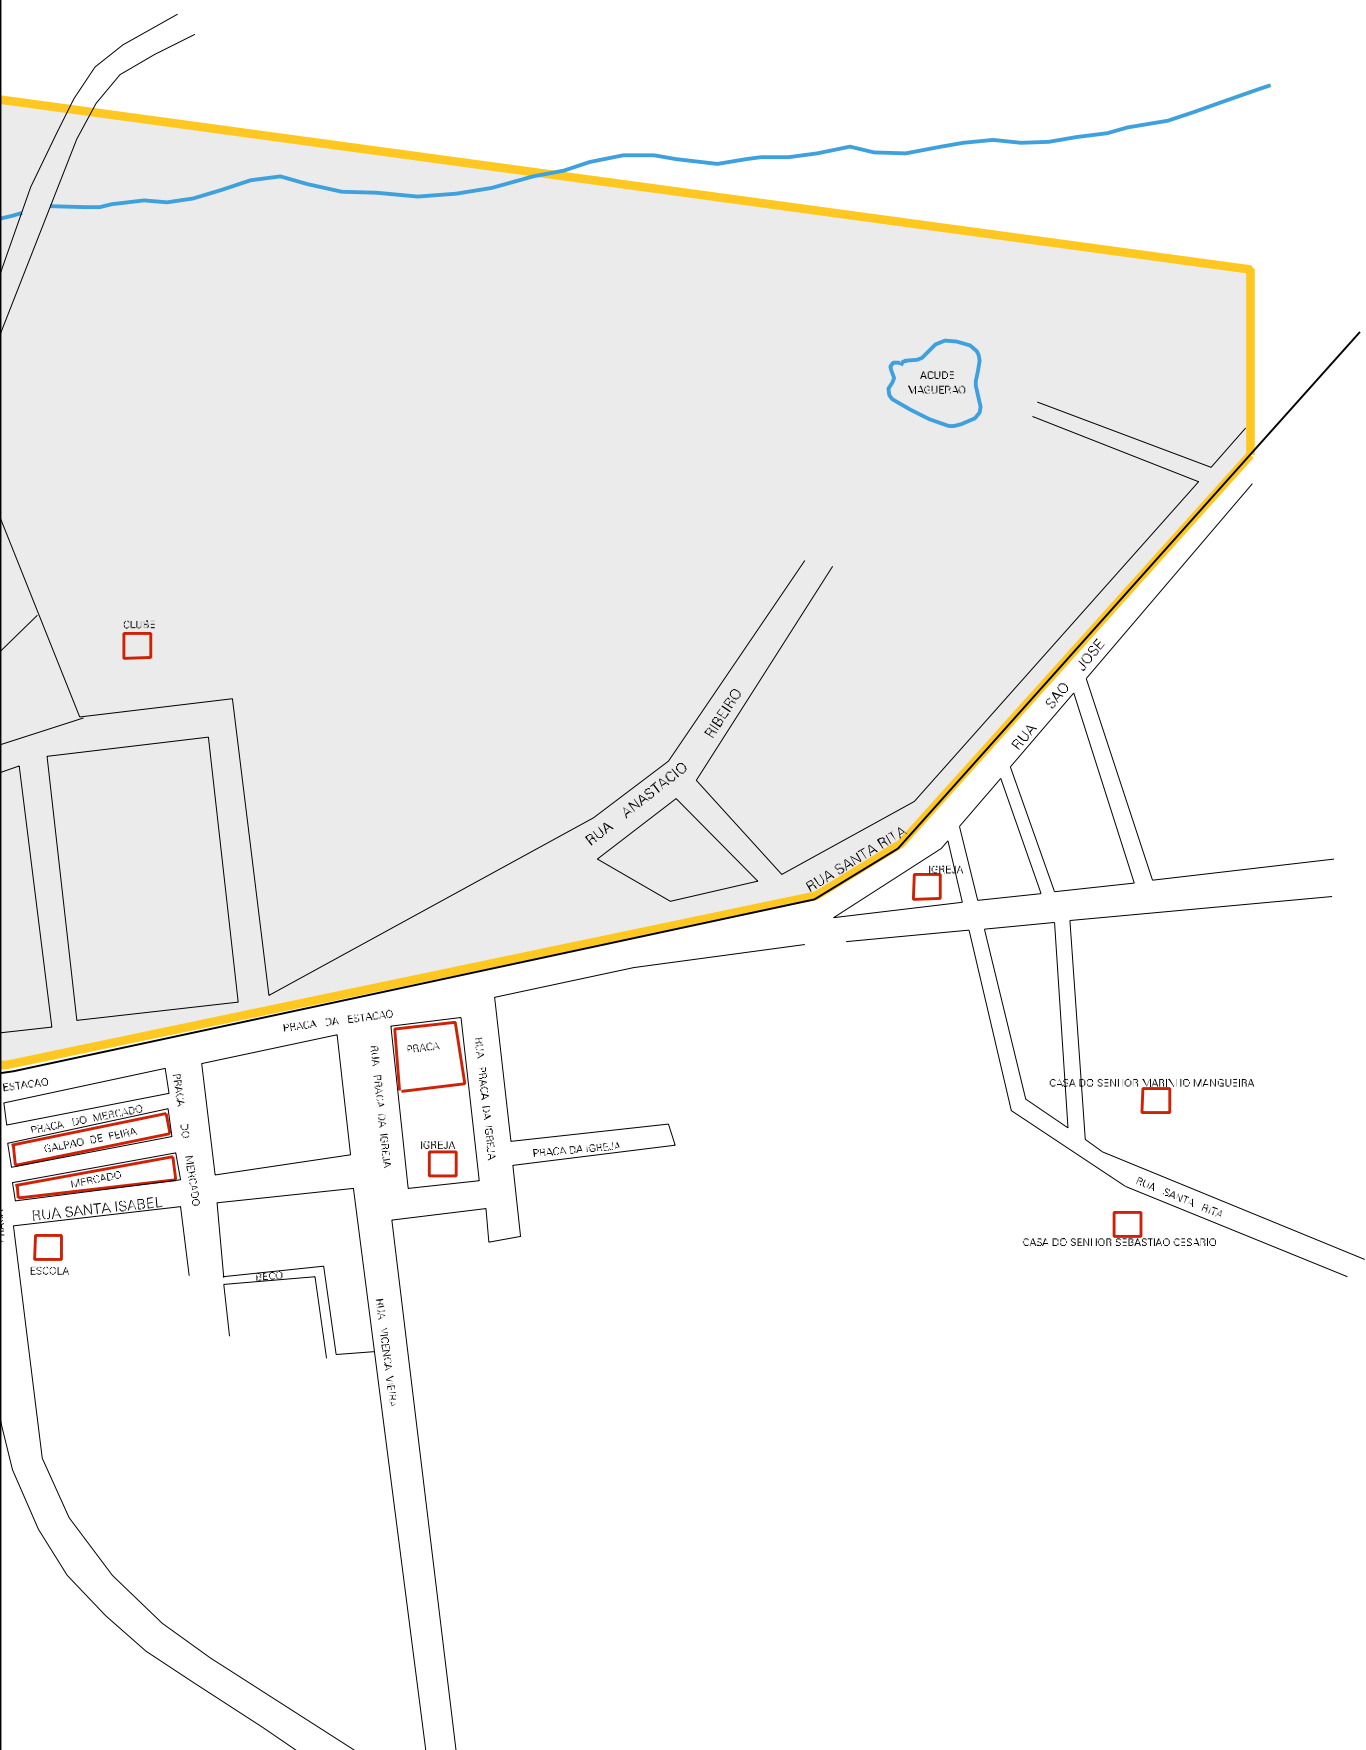 ACUDE
MAGUERAO
CLUBE
RUA ANASTACIO RIBEIRO
RUA SAO JOSE
RUA SANTA RITA
IGREJA
PRACA DA ESTACAO
PRACA
RUA PRACA DA IGREJA
RUA PRACA DA IGREJA
IGREJA
PRACA DA IGREJA
ESTACAO
PRACA DO MERCADO
PRACA DO MERCADO
GALPAO DE FEIRA
MERCADO
RUA SANTA ISABEL
ESCOLA
BECO
RUA VICENCA VIEIRA
CASA DO SENHOR MARINHO MANGUEIRA
RUA SANTA RITA
CASA DO SENHOR SEBASTIAO CESARIO